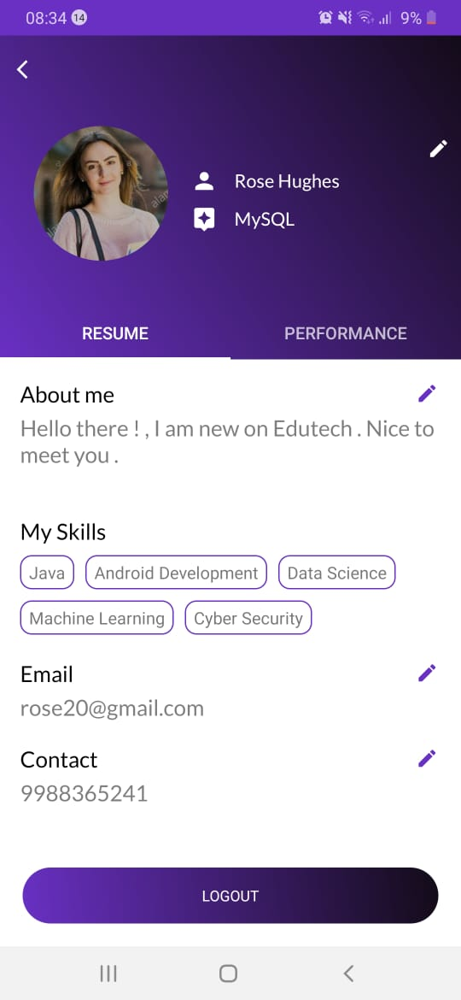 08:34 14 9%
Rose Hughes
MySQL
RESUME PERFORMANCE
About me
Hello there ! , I am new on Edutech . Nice to
meet you .
My Skills
Java Android Development Data Science
Machine Learning Cyber Security
Email
rose20@gmail.com
Contact
9988365241
LOGOUT